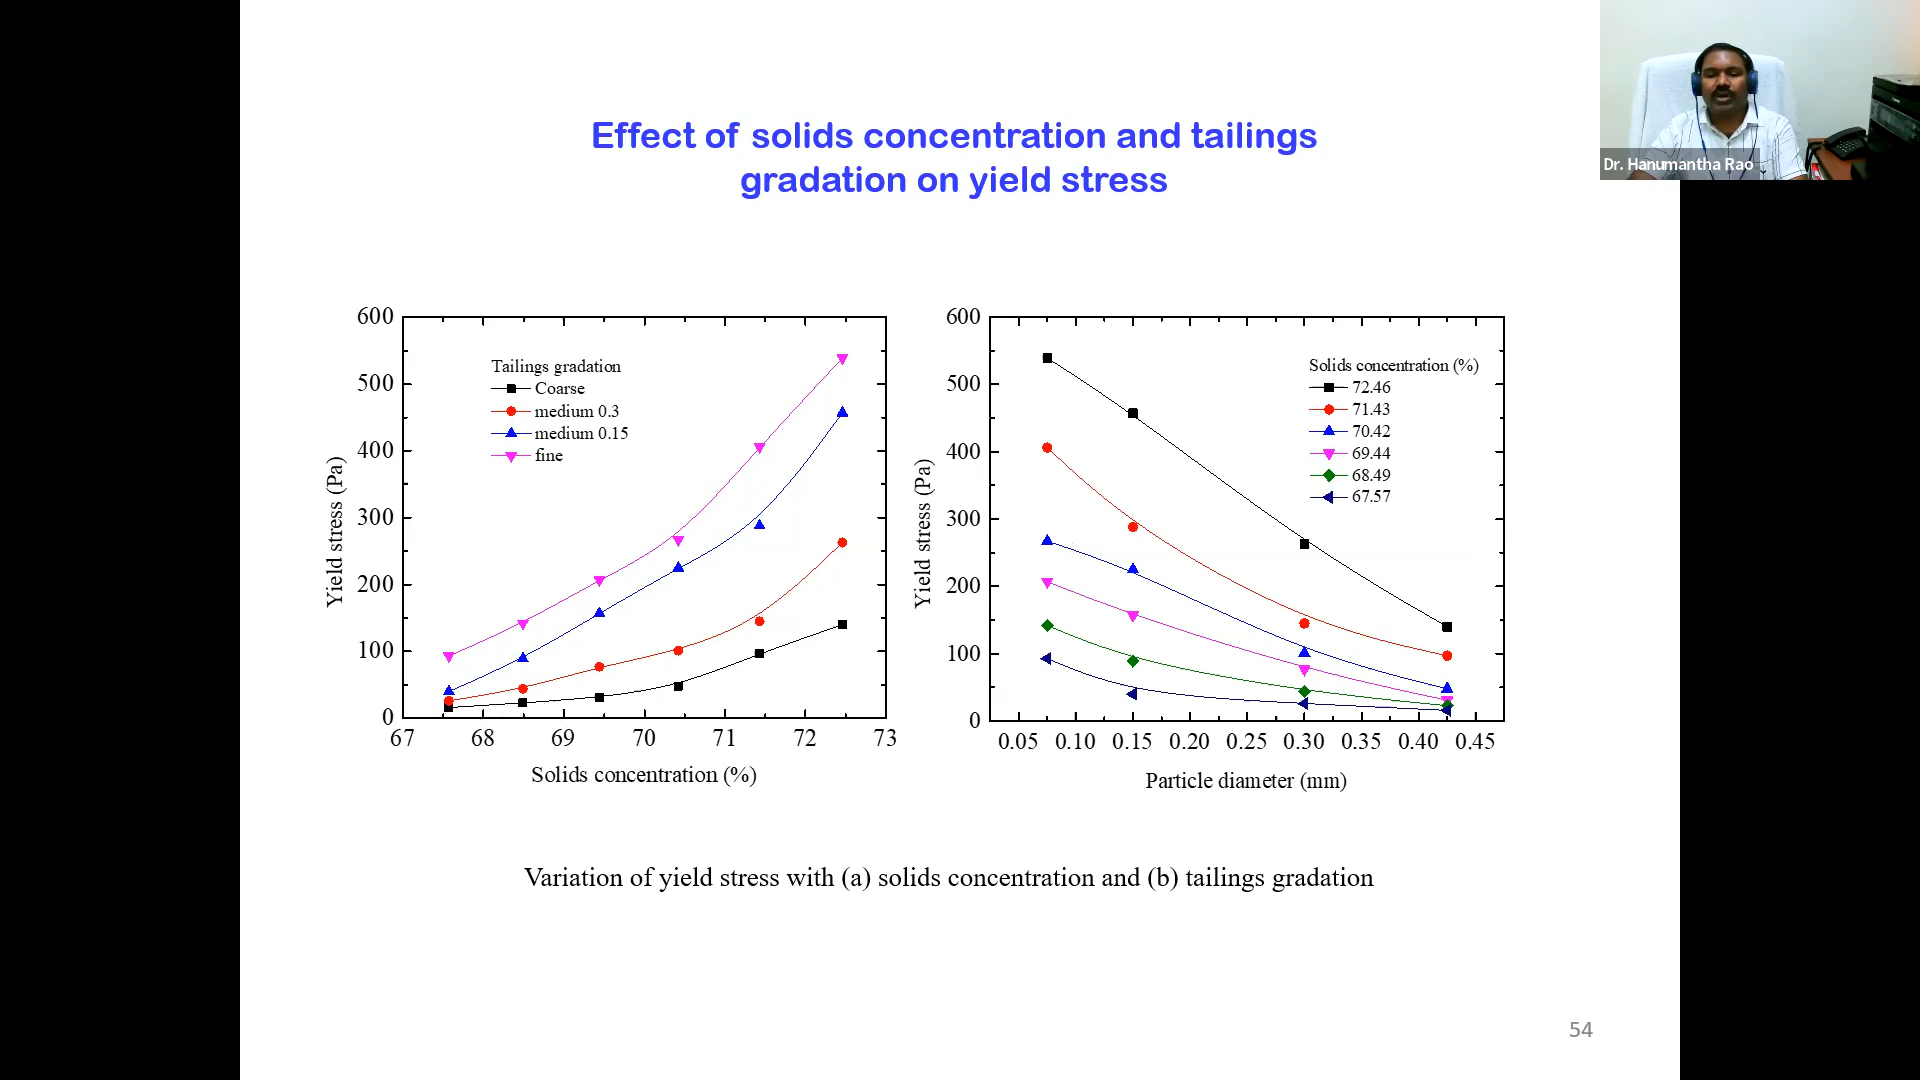 Effect of solids concentration and tailings
gradation on yield stress
Dr. Hanumantha Rao
600
500
400
300
200
100
0
Yield stress (Pa)
Tailings gradation
Coarse
medium 0.3
medium 0.15
fine
67 68 69 70 71 72 73
Solids concentration (%)
600
500
400
300
200
100
0
Yield stress (Pa)
Solids concentration (%)
72.46
71.43
70.42
69.44
68.49
67.57
0.05 0.10 0.15 0.20 0.25 0.30 0.35 0.40 0.45
Particle diameter (mm)
Variation of yield stress with (a) solids concentration and (b) tailings gradation
54